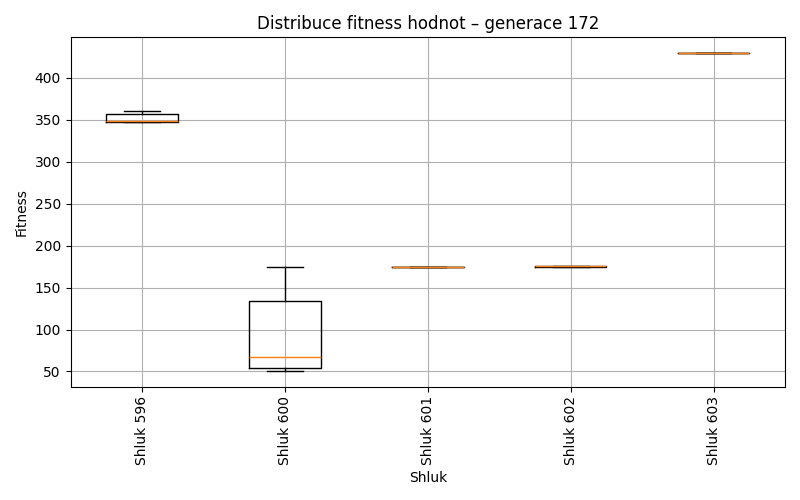 Distribuce fitness hodnot – generace 172
Fitness
400
350
300
250
200
150
100
50
Shluk 596
Shluk 600
Shluk 601
Shluk 602
Shluk 603
Shluk